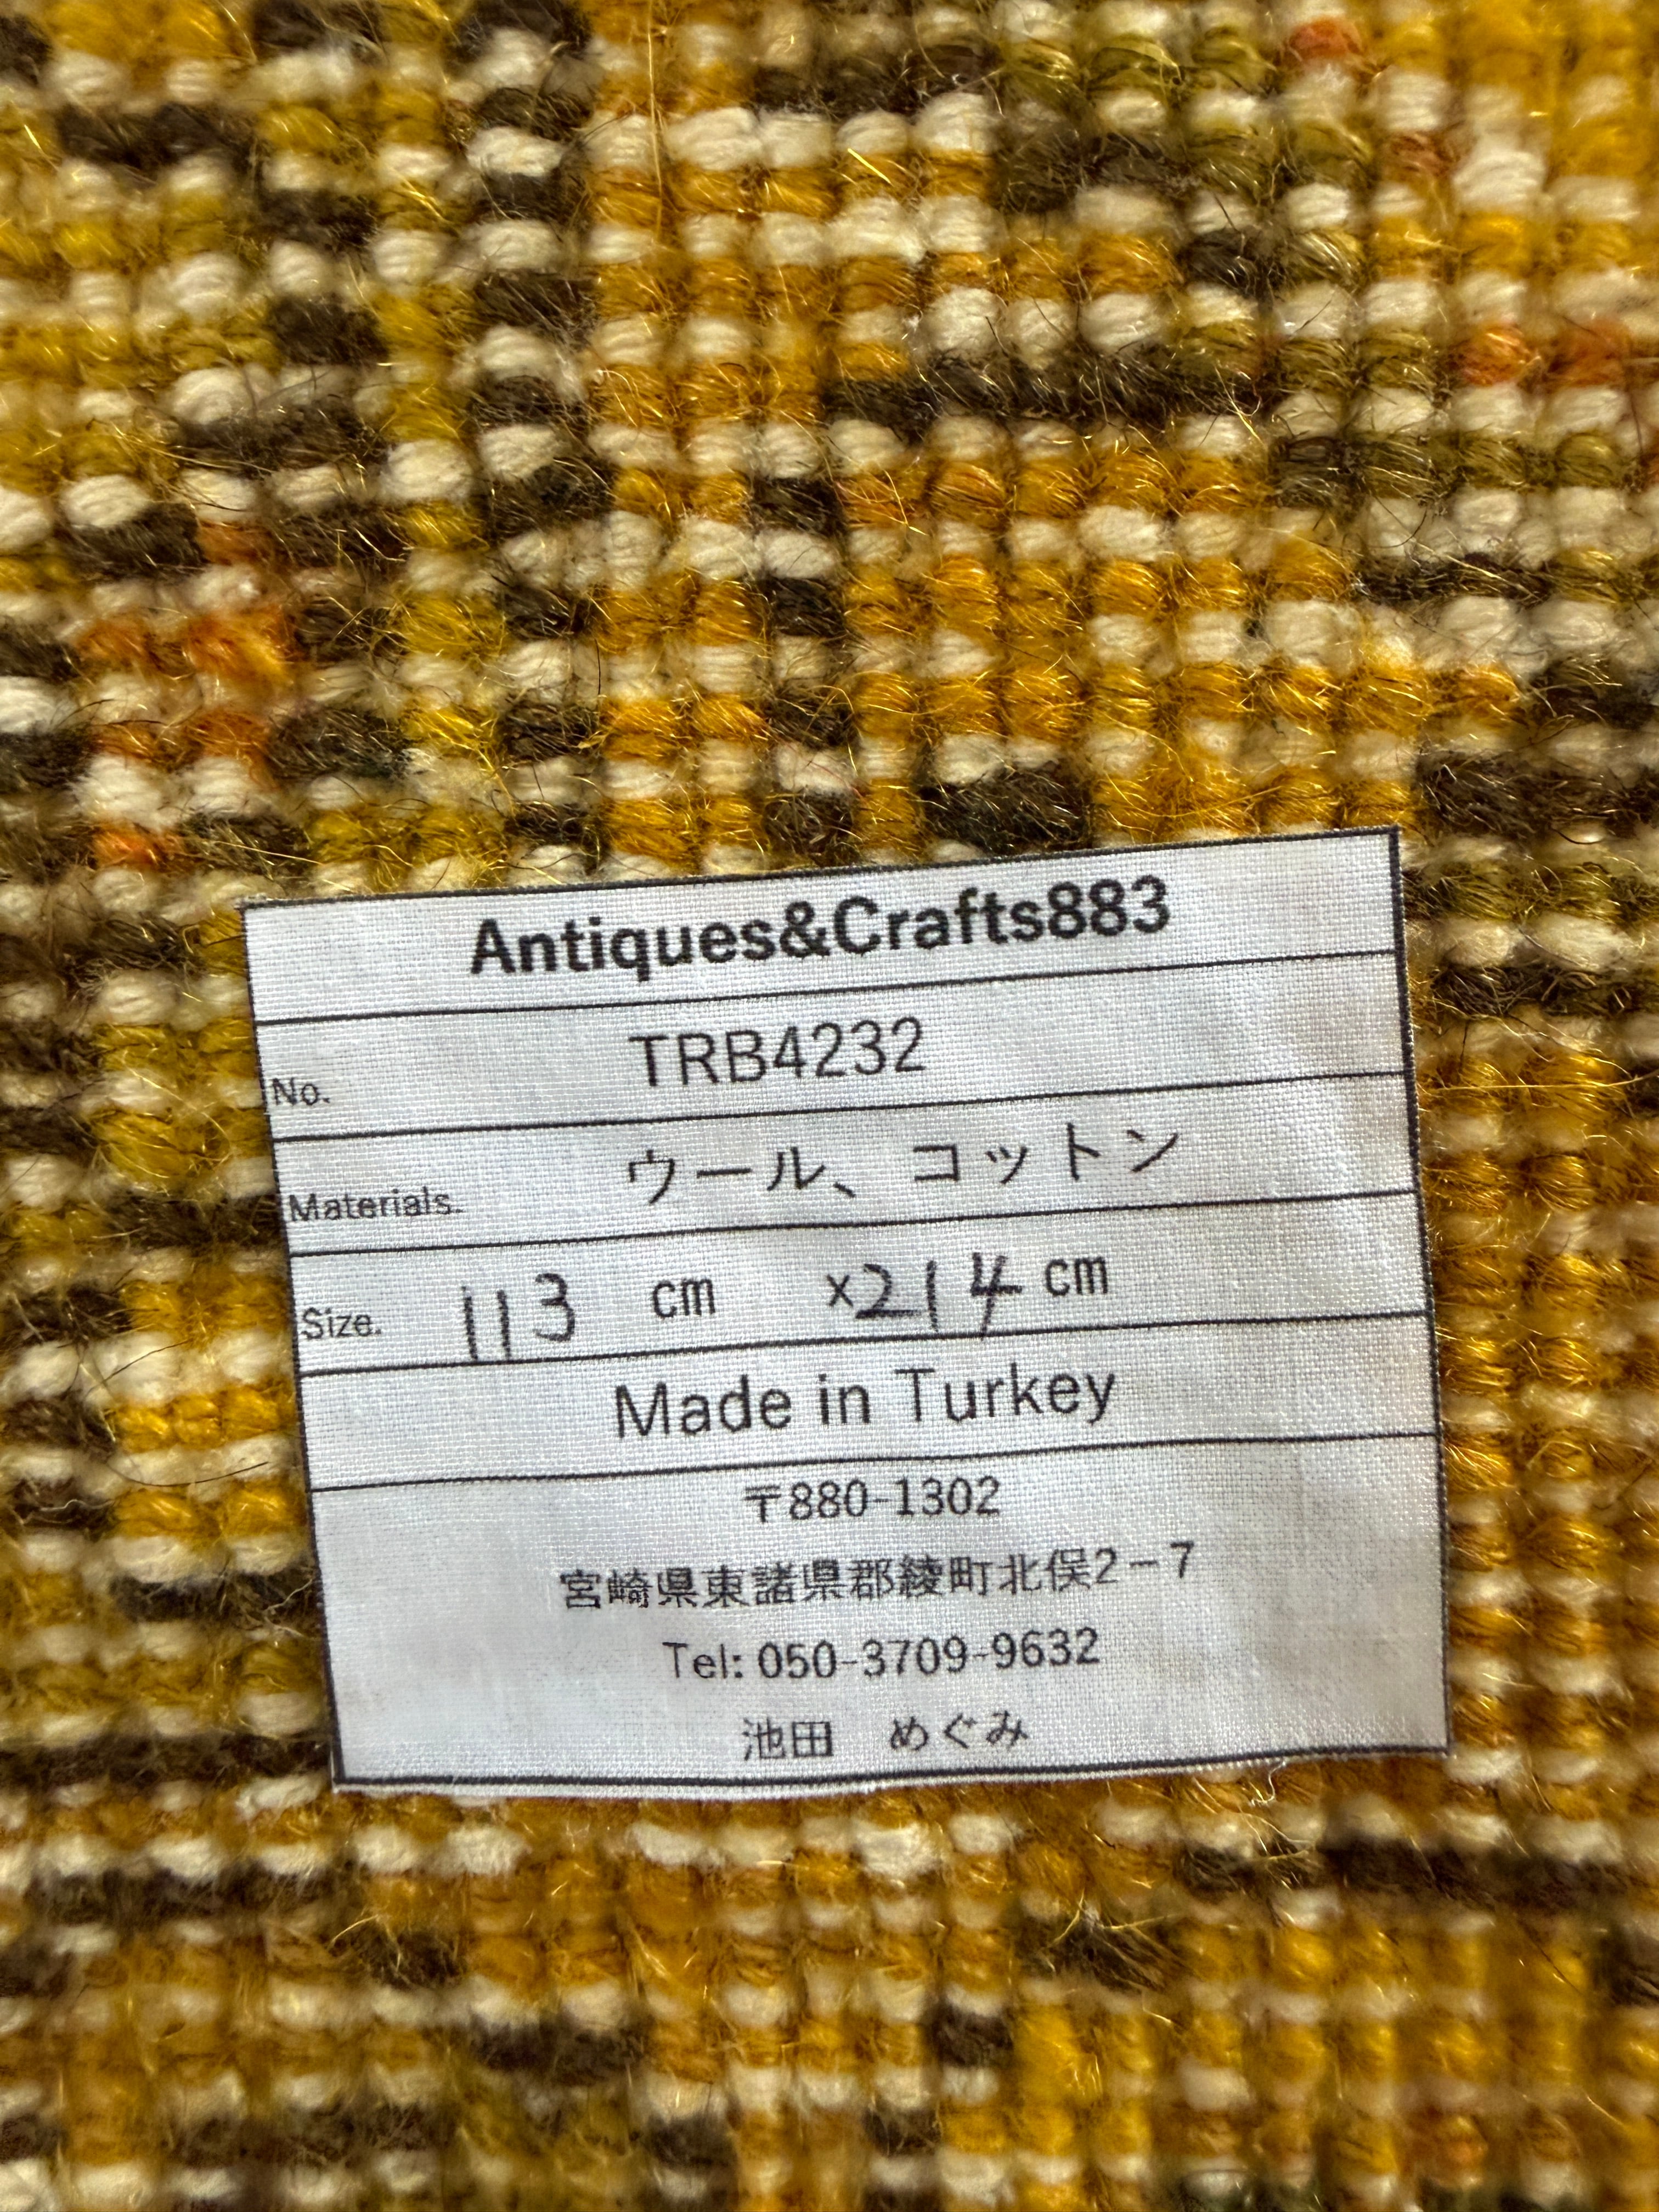 Antiques&Crafts883
No. TRB4232
Materials. ウール、コットン
Size. 113 cm x214 cm
Made in Turkey
〒880-1302
宮崎県東諸県郡綾町北俣2-7
Tel: 050-3709-9632
池田 めぐみ